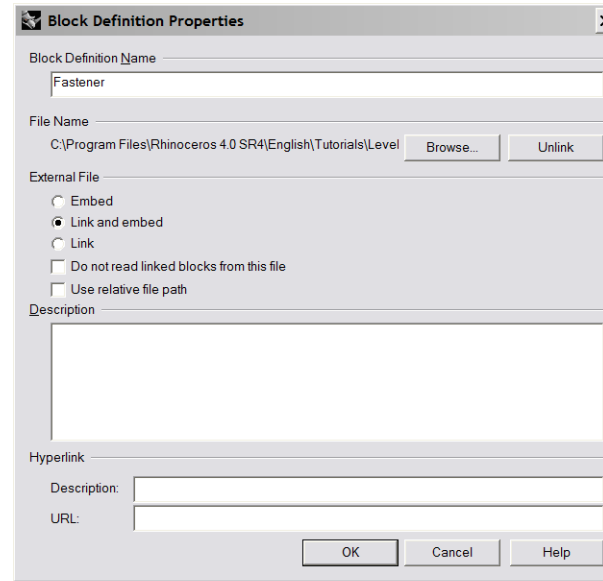 Block Definition Properties
Block Definition Name
Fastener
File Name
C:\Program Files\Rhinoceros 4.0 SR4\English\Tutorials\Level
Browse...
Unlink
External File
Embed
Link and embed
Link
Do not read linked blocks from this file
Use relative file path
Description
Hyperlink
Description:
URL:
OK
Cancel
Help